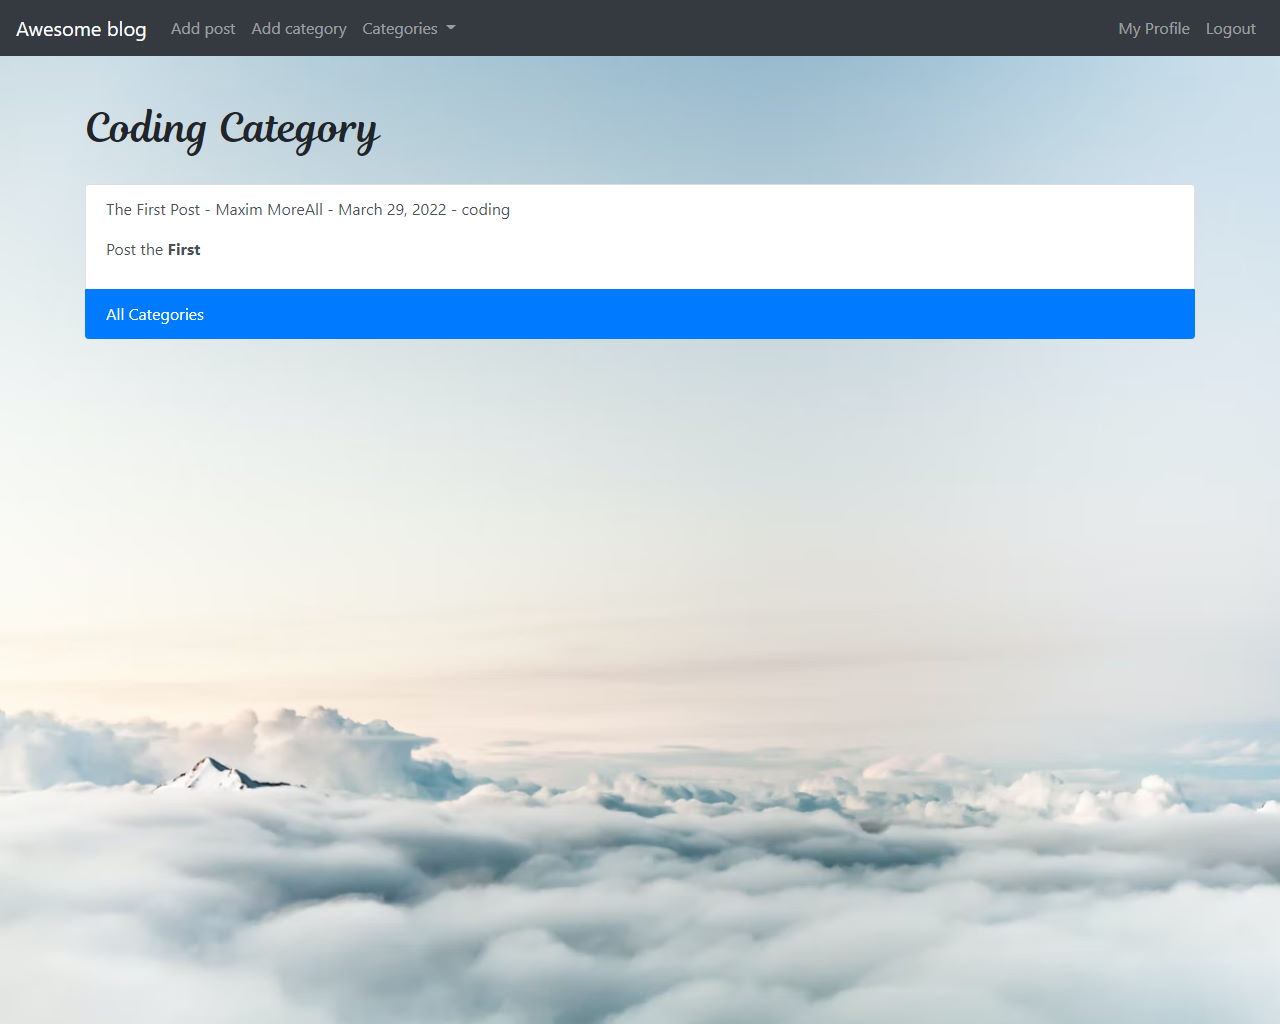 Awesome blog Add post Add category Categories My Profile Logout
Coding Category
The First Post - Maxim MoreAll - March 29, 2022 - coding
Post the First
All Categories